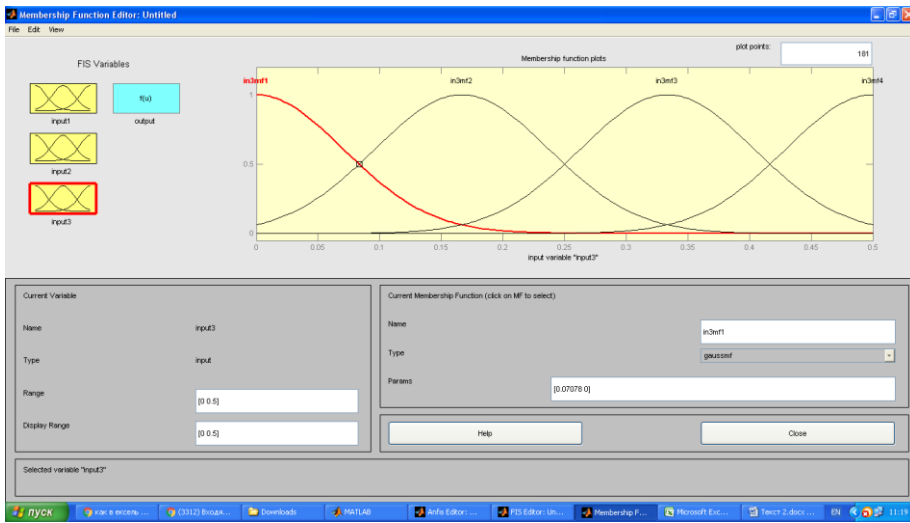 Membership Function Editor: Untitled
File Edit View
FIS Variables
input1
f(u)
output
input2
input3
Membership function plots
plot points:
181
in3mf1
in3mf2
in3mf3
in3mf4
1
0.5
0
0 0.05 0.1 0.15 0.2 0.25 0.3 0.35 0.4 0.45 0.5
input variable "input3"
Current Variable
Name input3
Type input
Range [0 0.5]
Display Range [0 0.5]
Current Membership Function (click on MF to select)
Name in3mf1
Type gaussmf
Params [0.07078 0]
Help
Close
Selected variable "input3"
пуск
как в ексель ...
(3312) Входя...
Downloads
MATLAB
Anfis Editor: ...
FIS Editor: Un...
Membership F...
Microsoft Exc...
Текст 2.docx ...
EN
11:19